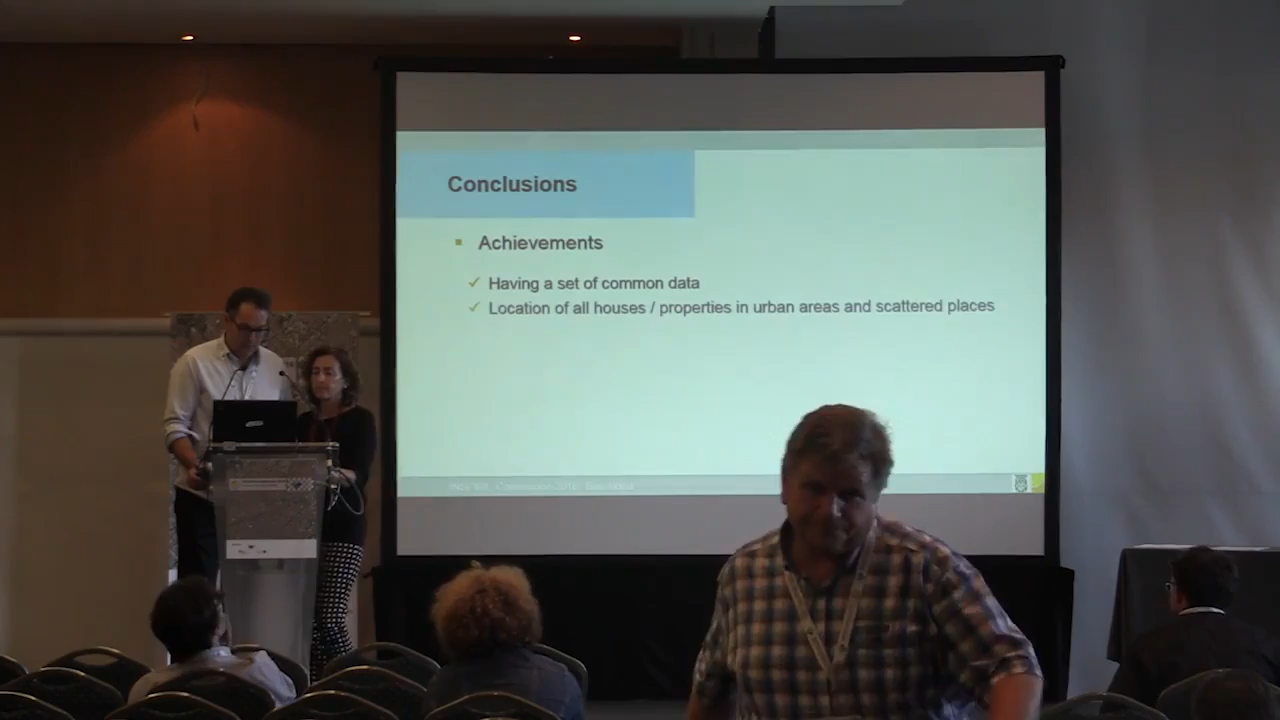 Conclusions
Achievements
Having a set of common data
Location of all houses / properties in urban areas and scattered places